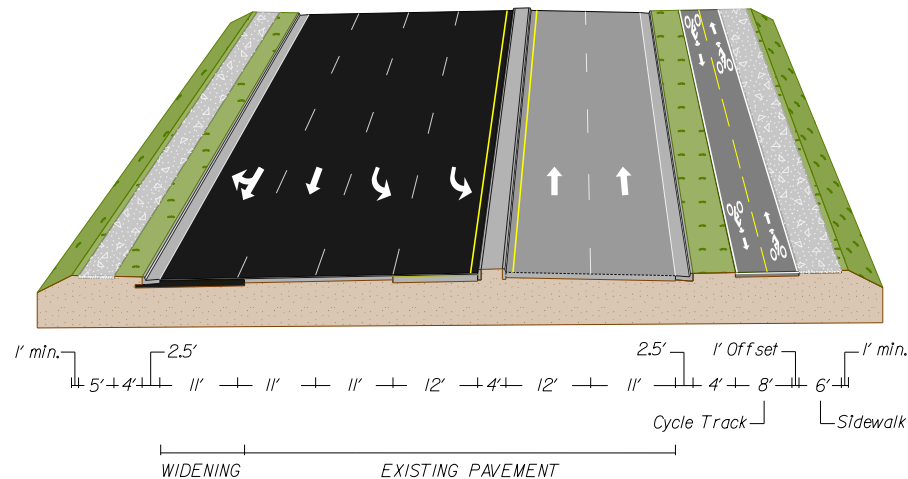 1' min.
2.5'
2.5'
1' Offset
1' min.
5' 4' 11' 11' 11' 12' 4' 12' 11' 4' 8' 6'
Cycle Track
Sidewalk
WIDENING
EXISTING PAVEMENT